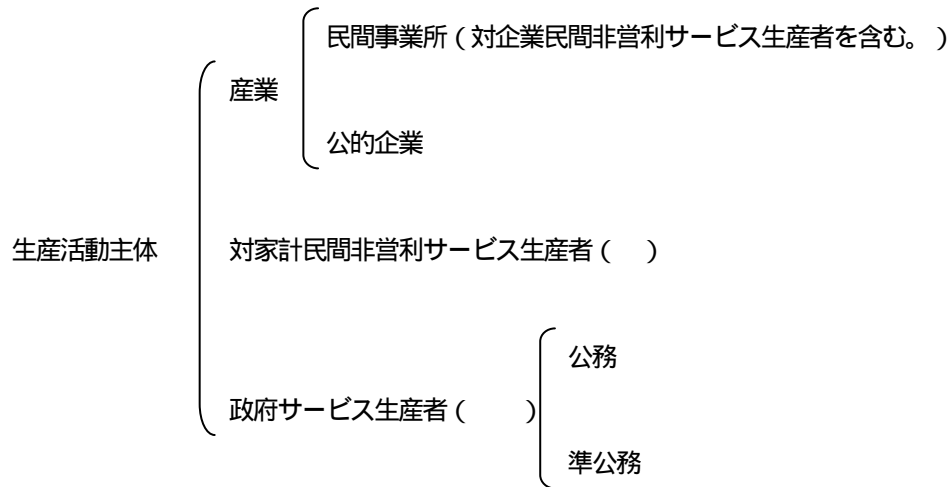 民間事業所(対企業民間非営利サービス生産者を含む。)
産業
公的企業
生産活動主体
対家計民間非営利サービス生産者( )
公務
政府サービス生産者( )
準公務